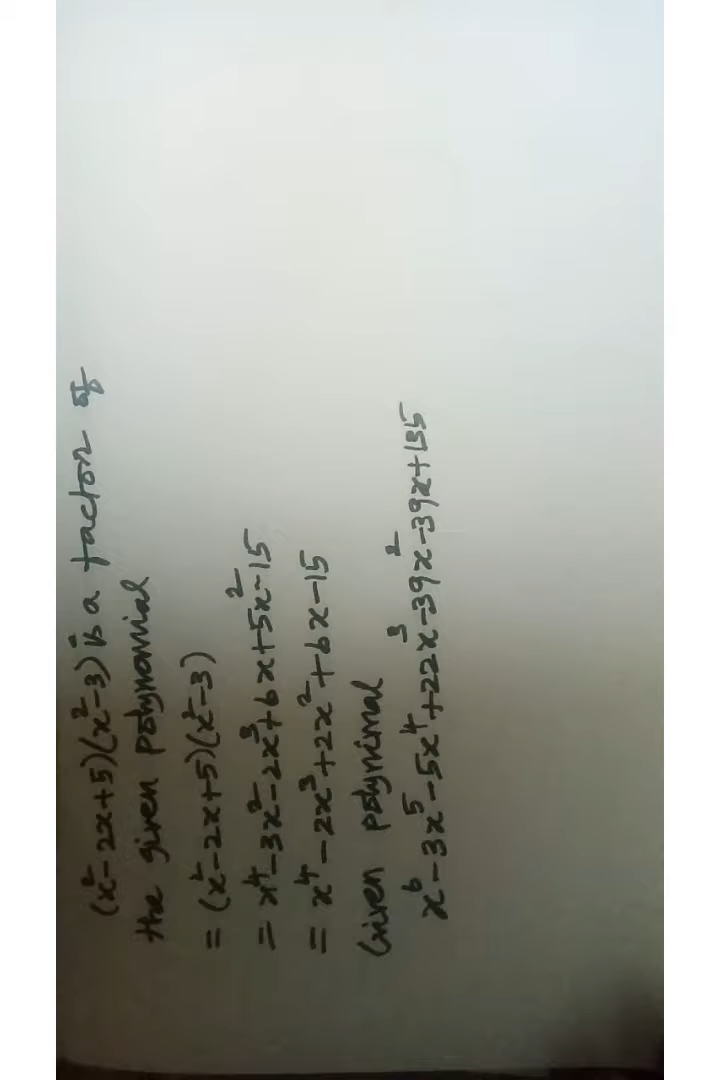 (x²-2x+5)(x²-3) is a factor of
the given polynomial
= (x²-2x+5)(x²-3)
= x⁴-3x²-2x³+6x+5x²-15
= x⁴-2x³+2x²+6x-15
Given polynimal
x⁶-3x⁵-5x⁴+22x³-39x²-39x+135